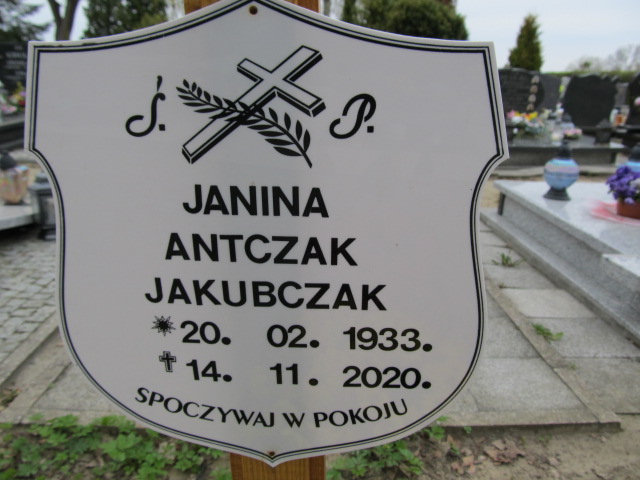 Ś. P.
JANINA
ANTCZAK
JAKUBCZAK
20. 02. 1933.
14. 11. 2020.
SPOCZYWAJ W POKOJU